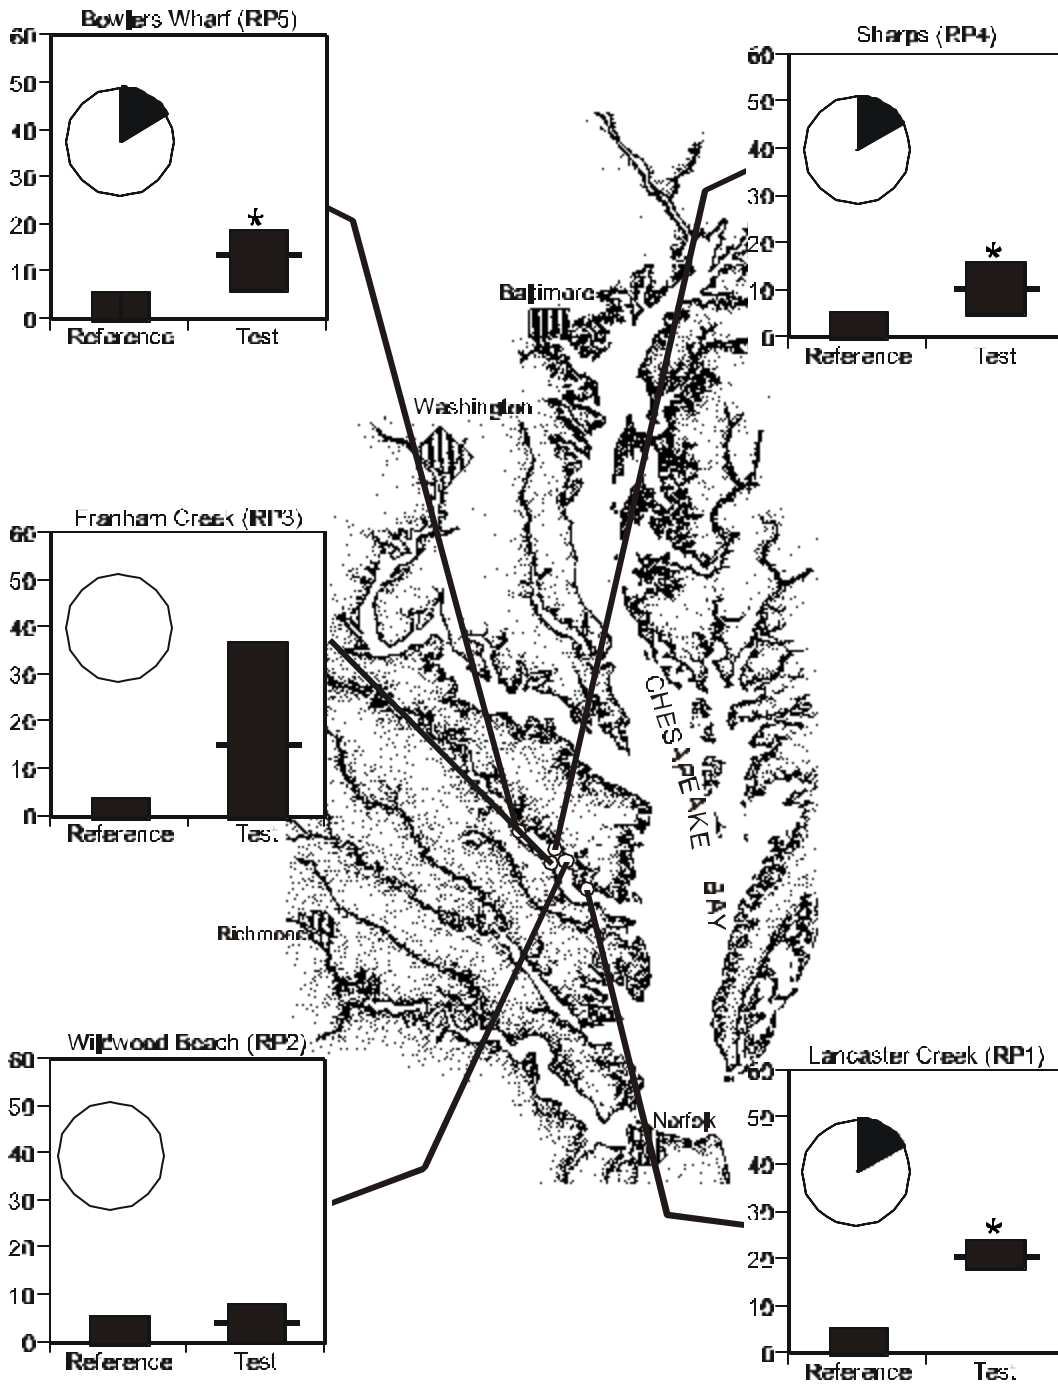 Bowlers Wharf (RP5)
60
50
40
30
20
10
0
*
Reference Test
Sharps (RP4)
60
50
40
30
20
10
0
*
Reference Test
Baltimore
Washington
Franham Creek (RP3)
60
50
40
30
20
10
0
Reference Test
CHESAPEAKE BAY
Richmond
Wildwood Beach (RP2)
60
50
40
30
20
10
0
Reference Test
Lancaster Creek (RP1)
60
50
40
30
20
10
0
*
Reference Test
Norfolk